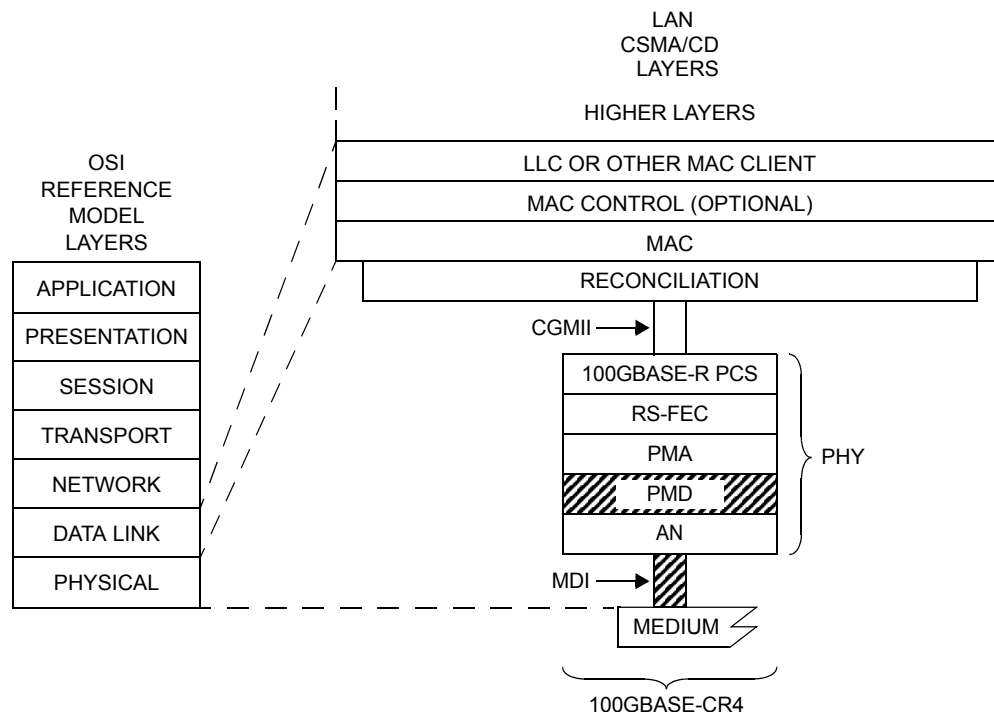 LAN
CSMA/CD
LAYERS
HIGHER LAYERS
OSI
REFERENCE
MODEL
LAYERS
LLC OR OTHER MAC CLIENT
MAC CONTROL (OPTIONAL)
MAC
RECONCILIATION
APPLICATION
PRESENTATION
SESSION
TRANSPORT
NETWORK
DATA LINK
PHYSICAL
CGMII
100GBASE-R PCS
RS-FEC
PMA
PMD
AN
PHY
MDI
MEDIUM
100GBASE-CR4